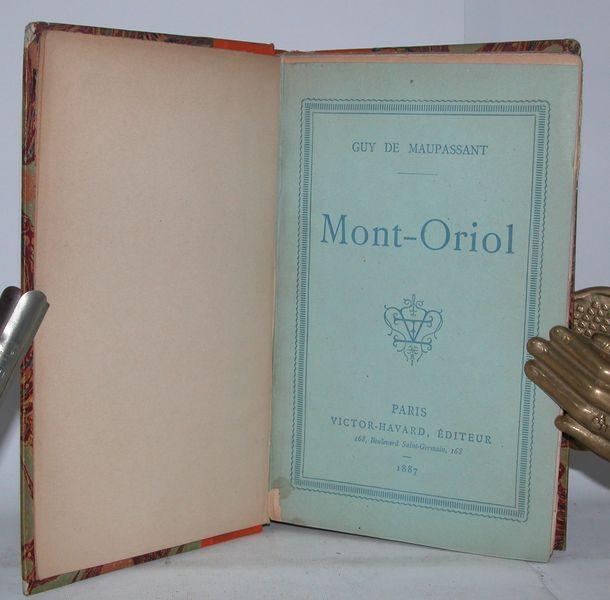 GUY DE MAUPASSANT
Mont-Oriol
PARIS
VICTOR-HAVARD, ÉDITEUR
168, Boulevard Saint-Germain, 168
1887